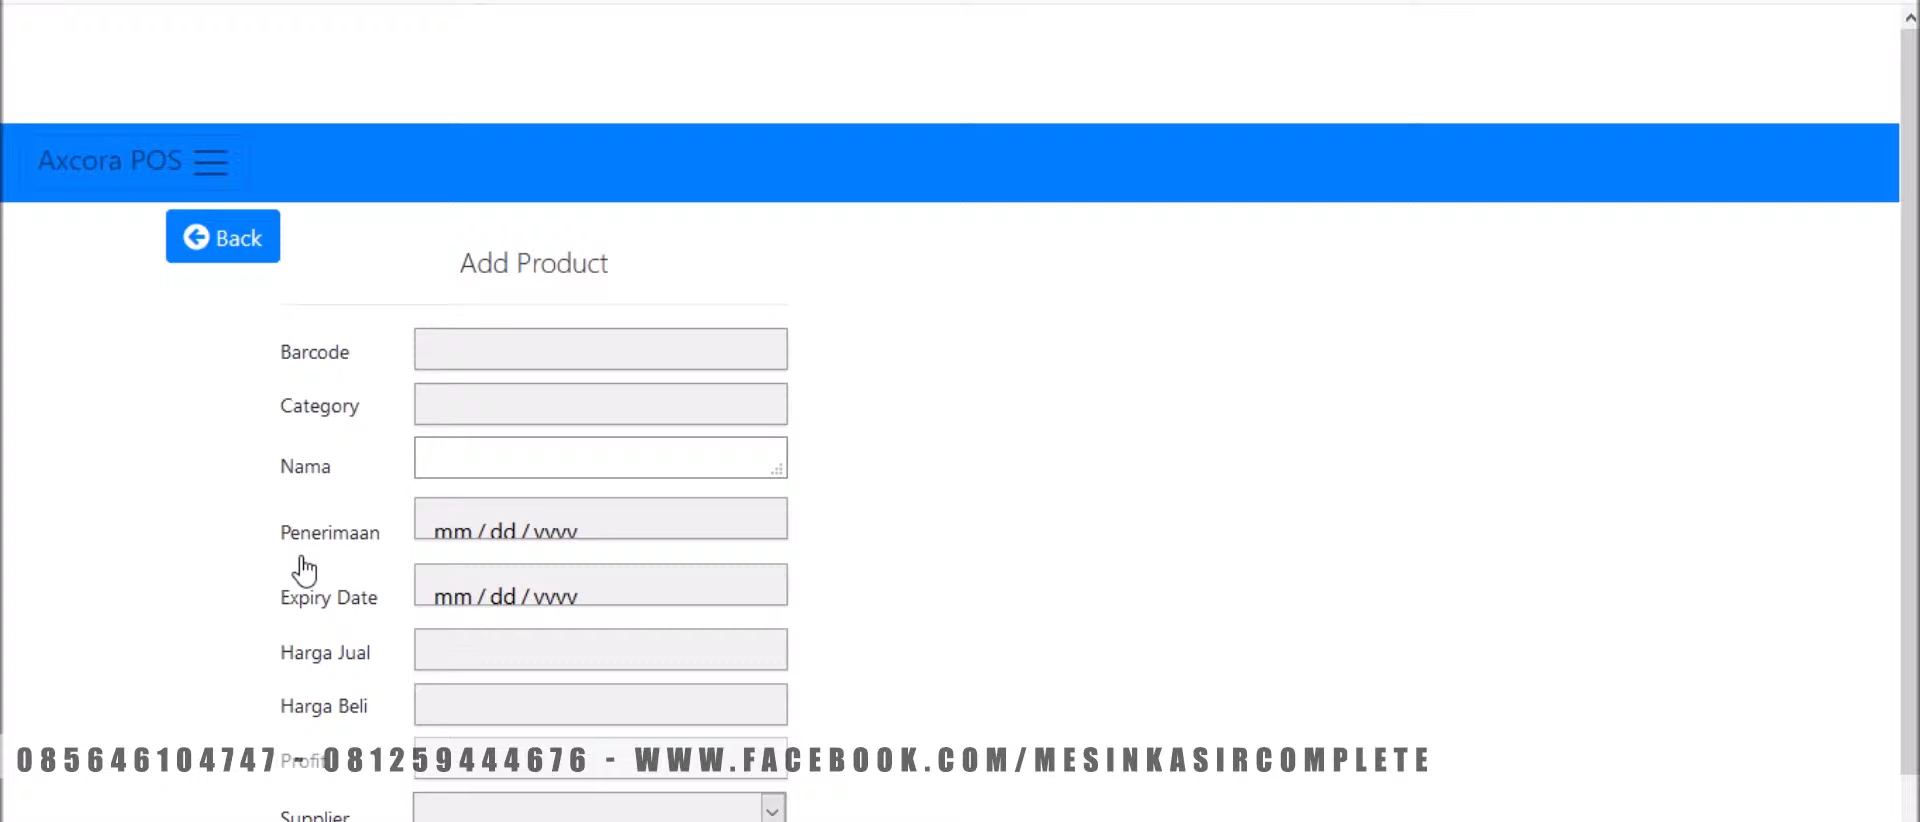 Axcora POS
Back
Add Product
Barcode
Category
Nama
Penerimaan mm / dd / yyyy
Expiry Date mm / dd / yyyy
Harga Jual
Harga Beli
Profit
085646104747 - 081259444676 - WWW.FACEBOOK.COM/MESINKASIRCOMPLETE
Supplier